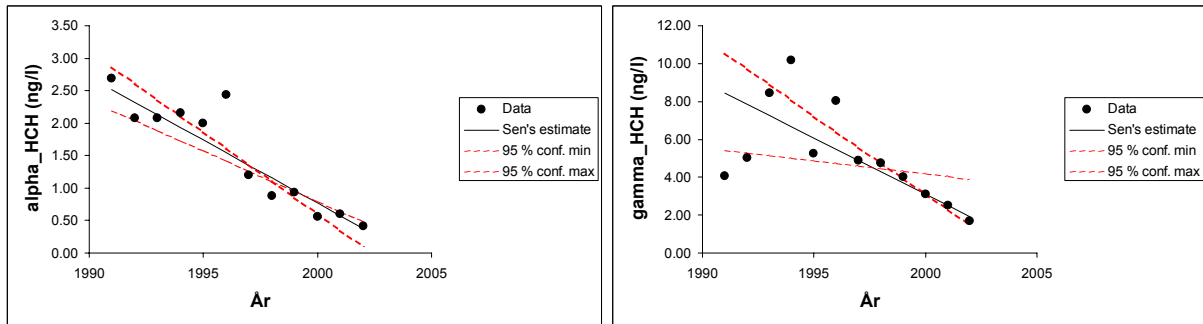 alpha_HCH (ng/l)
3.50
3.00
2.50
2.00
1.50
1.00
0.50
0.00
1990 1995 2000 2005
År
Data
Sen's estimate
95 % conf. min
95 % conf. max
gamma_HCH (ng/l)
12.00
10.00
8.00
6.00
4.00
2.00
0.00
1990 1995 2000 2005
År
Data
Sen's estimate
95 % conf. min
95 % conf. max